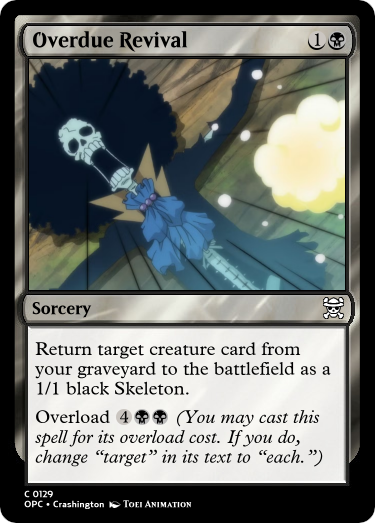 Overdue Revival 1
Sorcery
Return target creature card from
your graveyard to the battlefield as a
1/1 black Skeleton.
Overload 4 (You may cast this
spell for its overload cost. If you do,
change “target” in its text to “each.”)
C 0129
OPC • Crashington TOEI ANIMATION